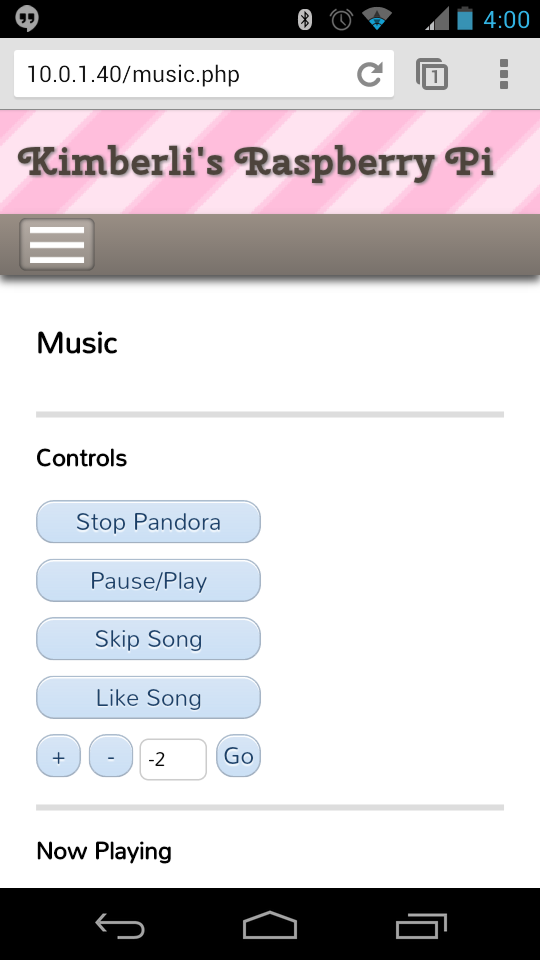 4:00
10.0.1.40/music.php
1
Kimberli's Raspberry Pi
Music
Controls
Stop Pandora
Pause/Play
Skip Song
Like Song
+ - -2 Go
Now Playing